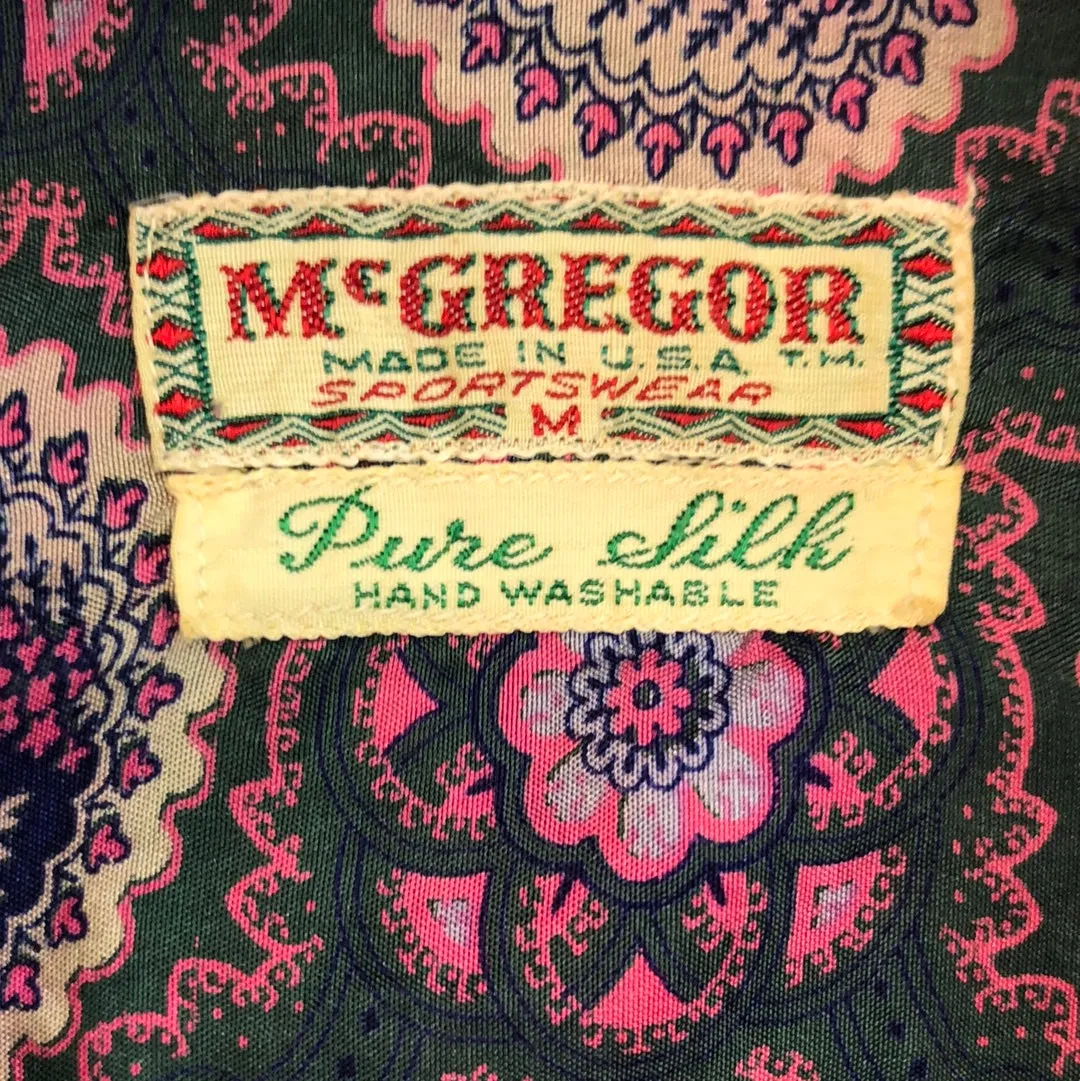 McGREGOR
MADE IN U.S.A. T.M.
SPORTSWEAR
M
Pure Silk
HAND WASHABLE